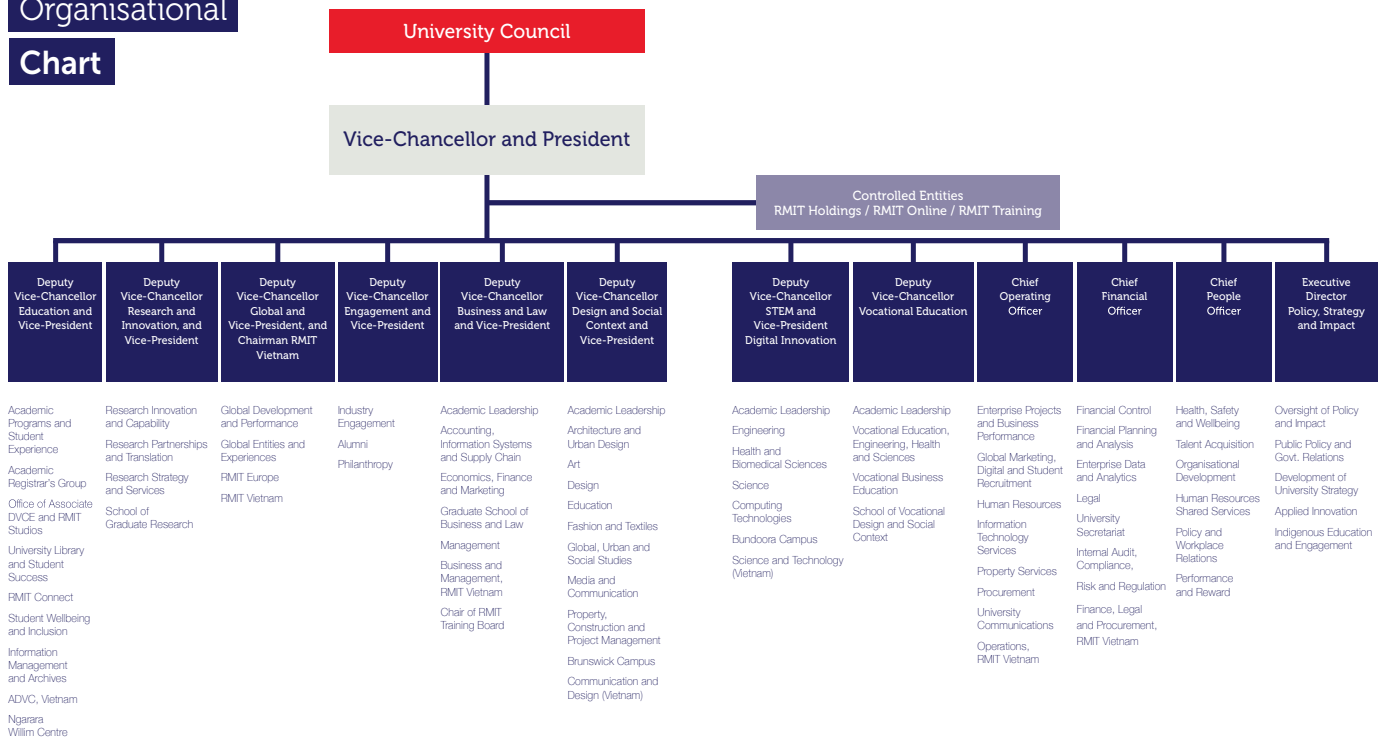 Organisational
Chart
University Council
Vice-Chancellor and President
Controlled Entities
RMIT Holdings / RMIT Online / RMIT Training
Deputy
Vice-Chancellor
Education and
Vice-President
Deputy
Vice-Chancellor
Research and
Innovation, and
Vice-President
Deputy
Vice-Chancellor
Global and
Vice-President, and
Chairman RMIT
Vietnam
Deputy
Vice-Chancellor
Engagement and
Vice-President
Deputy
Vice-Chancellor
Business and Law
and Vice-President
Deputy
Vice-Chancellor
Design and Social
Context and
Vice-President
Deputy
Vice-Chancellor
STEM and
Vice-President
Digital Innovation
Deputy
Vice-Chancellor
Vocational Education
Chief
Operating
Officer
Chief
Financial
Officer
Chief
People
Officer
Executive
Director
Policy, Strategy
and Impact
Academic
Programs and
Student
Experience
Academic
Registrar's Group
Office of Associate
DVCE and RMIT
Studios
University Library
and Student
Success
RMIT Connect
Student Wellbeing
and Inclusion
Information
Management
and Archives
ADVC, Vietnam
Ngarara
Willim Centre
Research Innovation
and Capability
Research Partnerships
and Translation
Research Strategy
and Services
School of
Graduate Research
Global Development
and Performance
Global Entities and
Experiences
RMIT Europe
RMIT Vietnam
Industry
Engagement
Alumni
Philanthropy
Academic Leadership
Accounting,
Information Systems
and Supply Chain
Economics, Finance
and Marketing
Graduate School of
Business and Law
Management
Business and
Management,
RMIT Vietnam
Chair of RMIT
Training Board
Academic Leadership
Architecture and
Urban Design
Art
Design
Education
Fashion and Textiles
Global, Urban and
Social Studies
Media and
Communication
Property,
Construction and
Project Management
Brunswick Campus
Communication and
Design (Vietnam)
Academic Leadership
Engineering
Health and
Biomedical Sciences
Science
Computing
Technologies
Bundoora Campus
Science and Technology
(Vietnam)
Academic Leadership
Vocational Education,
Engineering, Health
and Sciences
Vocational Business
Education
School of Vocational
Design and Social
Context
Enterprise Projects
and Business
Performance
Global Marketing,
Digital and Student
Recruitment
Human Resources
Information
Technology
Services
Property Services
Procurement
University
Communications
Operations,
RMIT Vietnam
Financial Control
Financial Planning
and Analysis
Enterprise Data
and Analytics
Legal
University
Secretariat
Internal Audit,
Compliance,
Risk and Regulation
Finance, Legal
and Procurement,
RMIT Vietnam
Health, Safety
and Wellbeing
Talent Acquisition
Organisational
Development
Human Resources
Shared Services
Policy and
Workplace
Relations
Performance
and Reward
Oversight of Policy
and Impact
Public Policy and
Govt. Relations
Development of
University Strategy
Applied Innovation
Indigenous Education
and Engagement